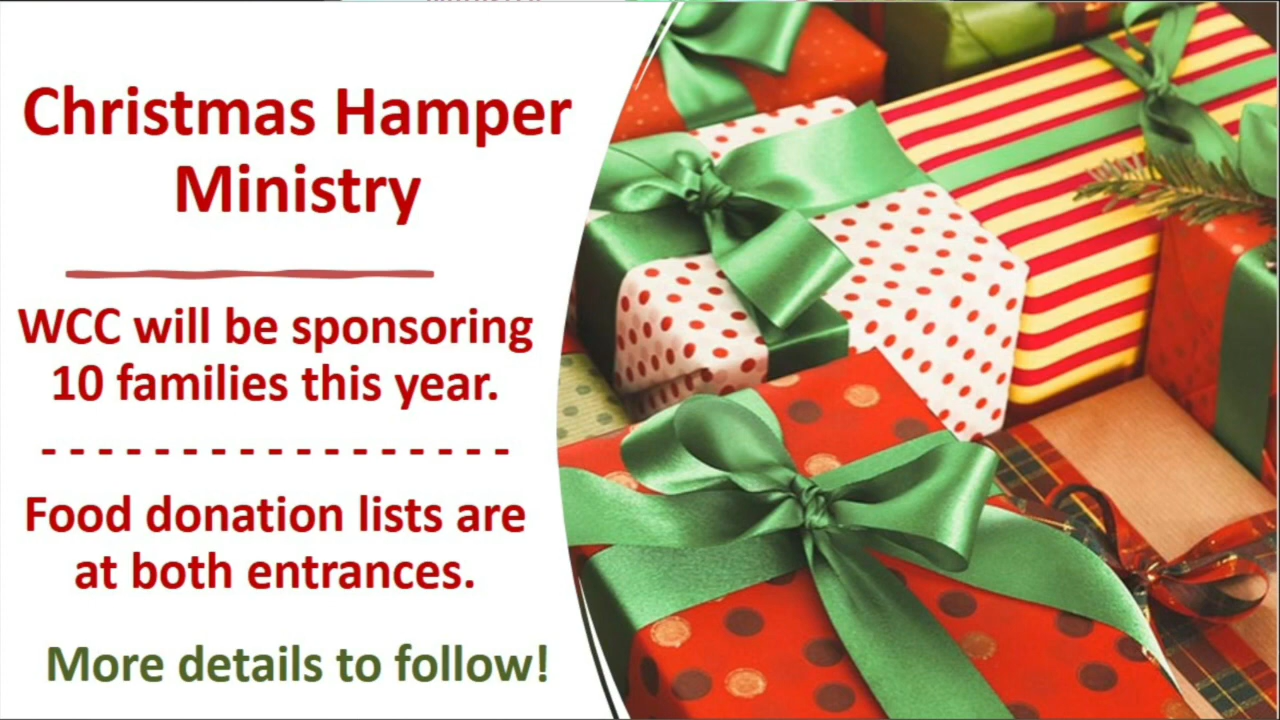 Christmas Hamper
Ministry
WCC will be sponsoring
10 families this year.
- - - - - - - - - - - - - - - - -
Food donation lists are
at both entrances.
More details to follow!